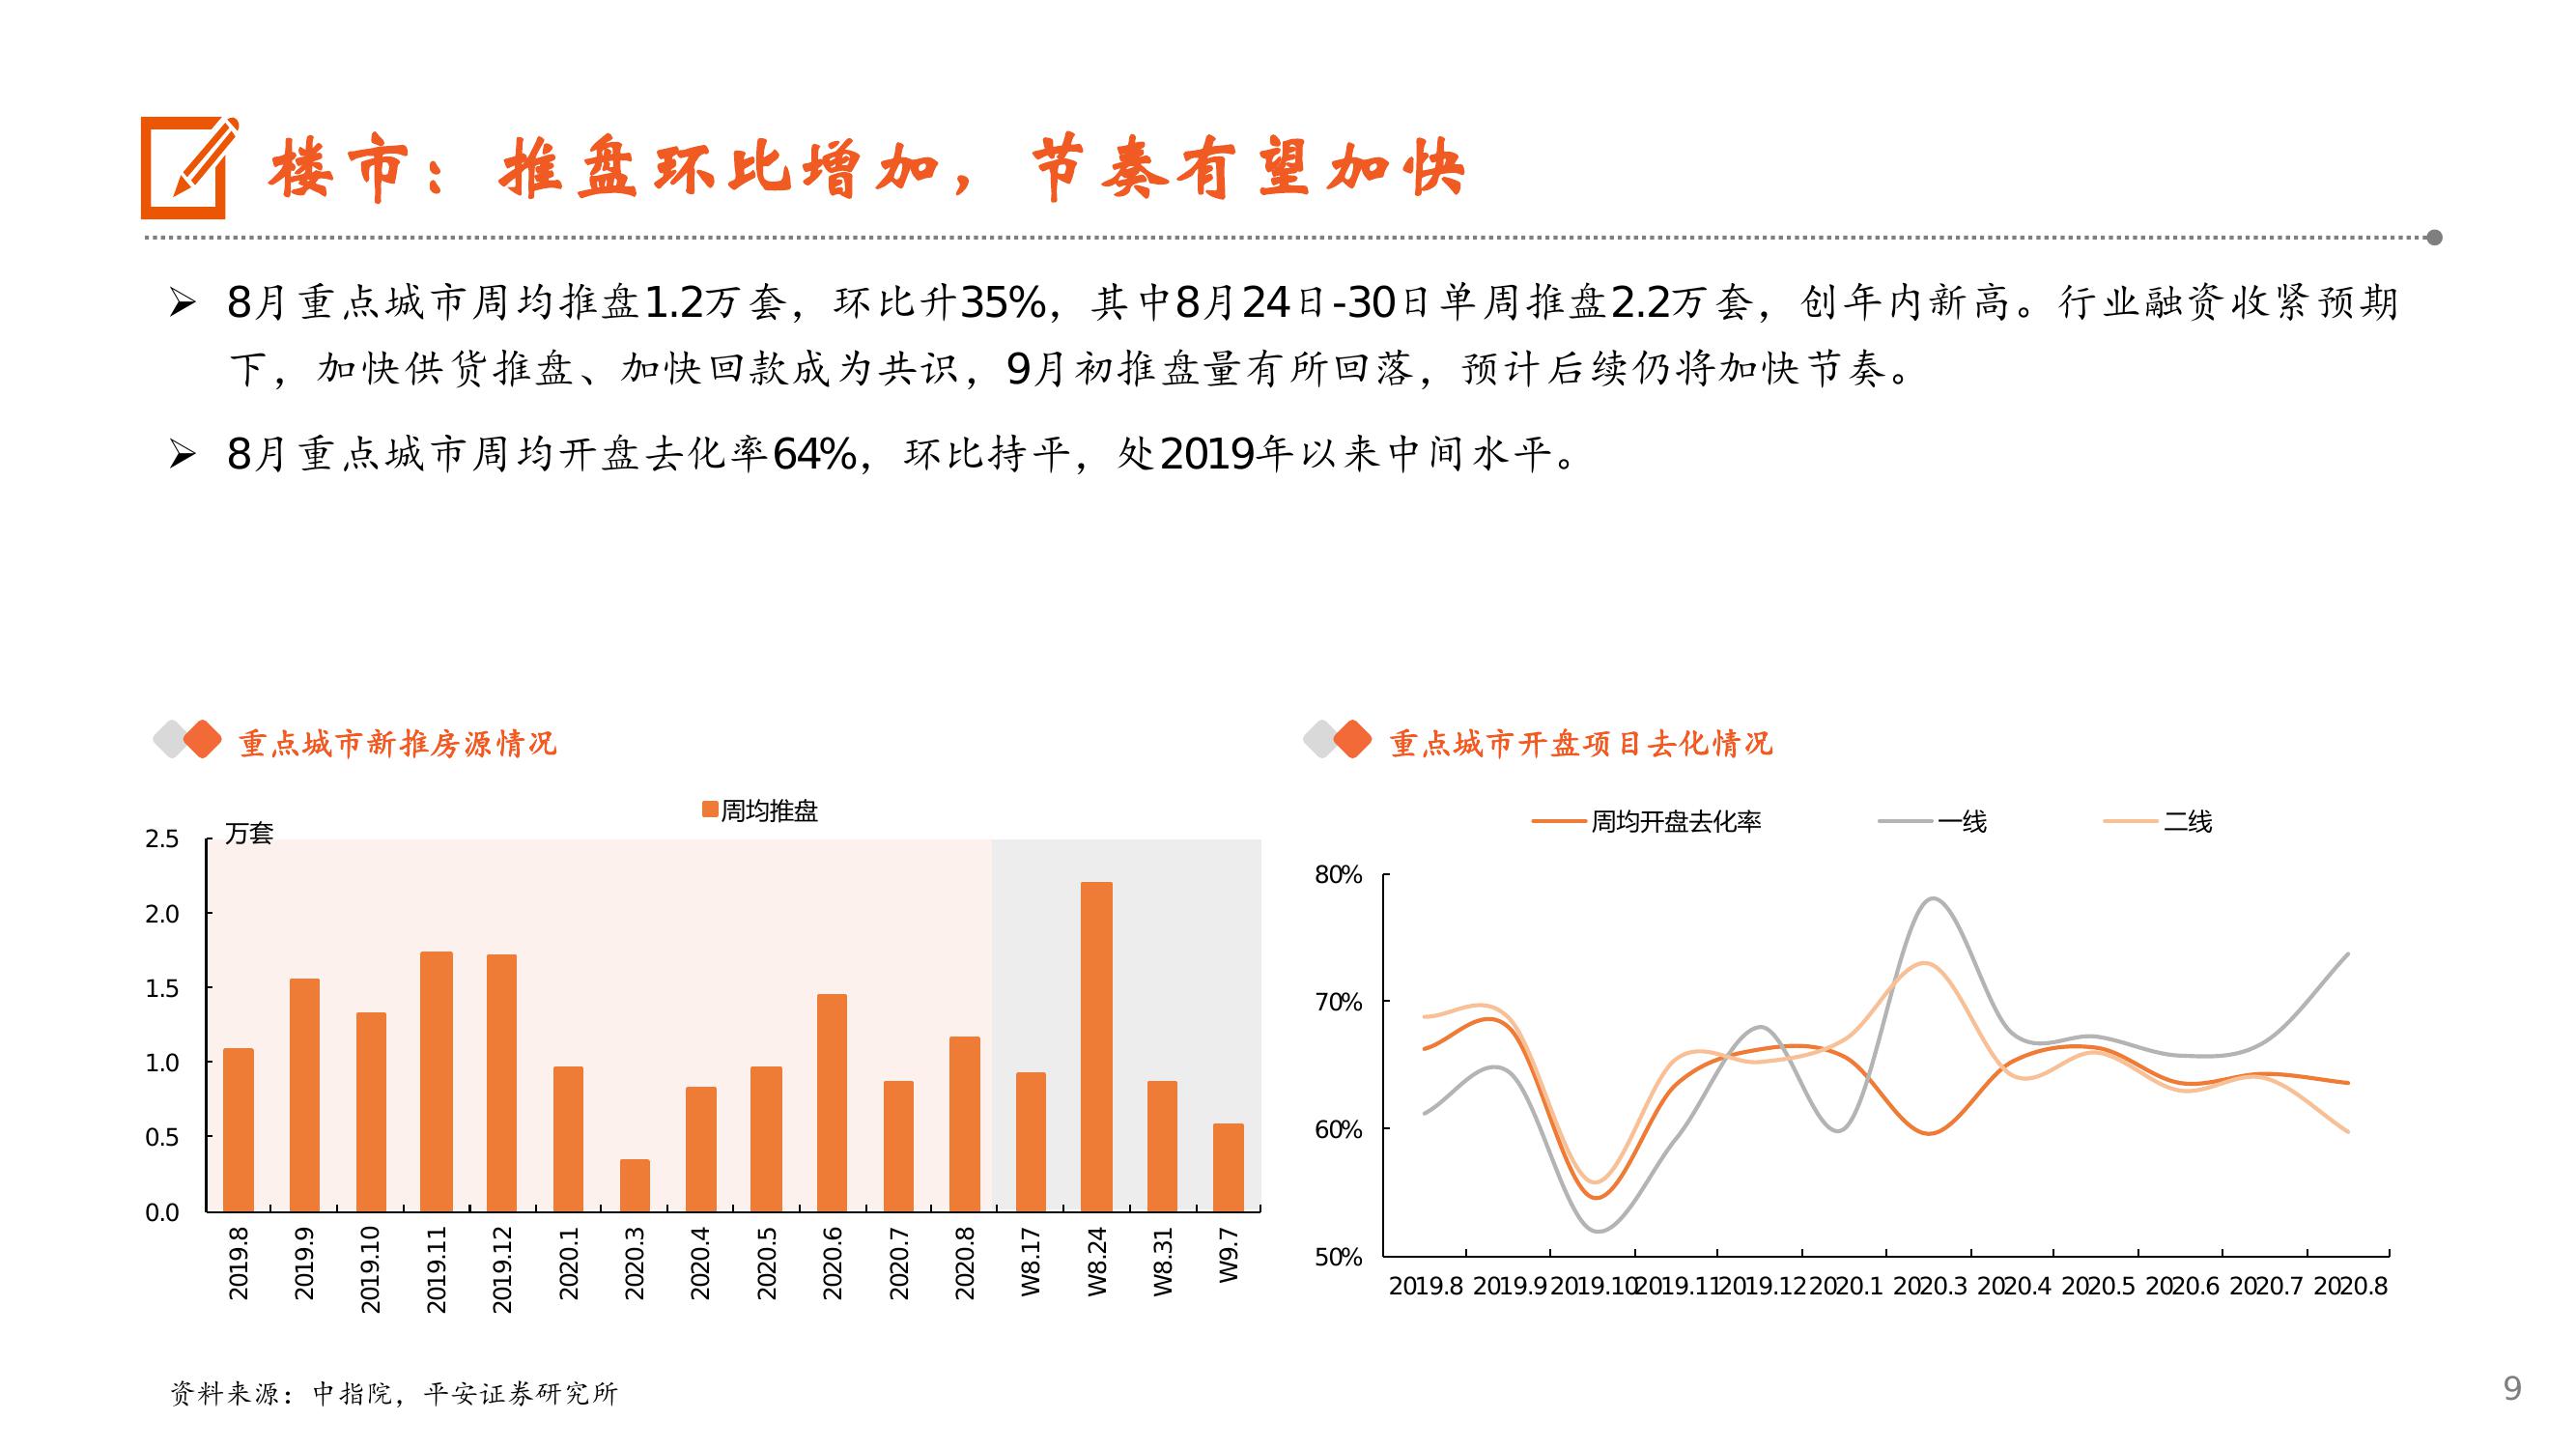 楼市：推盘环比增加，节奏有望加快
➢ 8月重点城市周均推盘1.2万套，环比升35%，其中8月24日-30日单周推盘2.2万套，创年内新高。行业融资收紧预期
下，加快供货推盘、加快回款成为共识，9月初推盘量有所回落，预计后续仍将加快节奏。
➢ 8月重点城市周均开盘去化率64%，环比持平，处2019年以来中间水平。
重点城市新推房源情况
周均推盘
万套
2.5
2.0
1.5
1.0
0.5
0.0
2019.8 2019.9 2019.10 2019.11 2019.12 2020.1 2020.3 2020.4 2020.5 2020.6 2020.7 2020.8 W8.17 W8.24 W8.31 W9.7
重点城市开盘项目去化情况
周均开盘去化率 一线 二线
80%
70%
60%
50%
2019.8 2019.9 2019.10 2019.11 2019.12 2020.1 2020.3 2020.4 2020.5 2020.6 2020.7 2020.8
资料来源：中指院，平安证券研究所
9